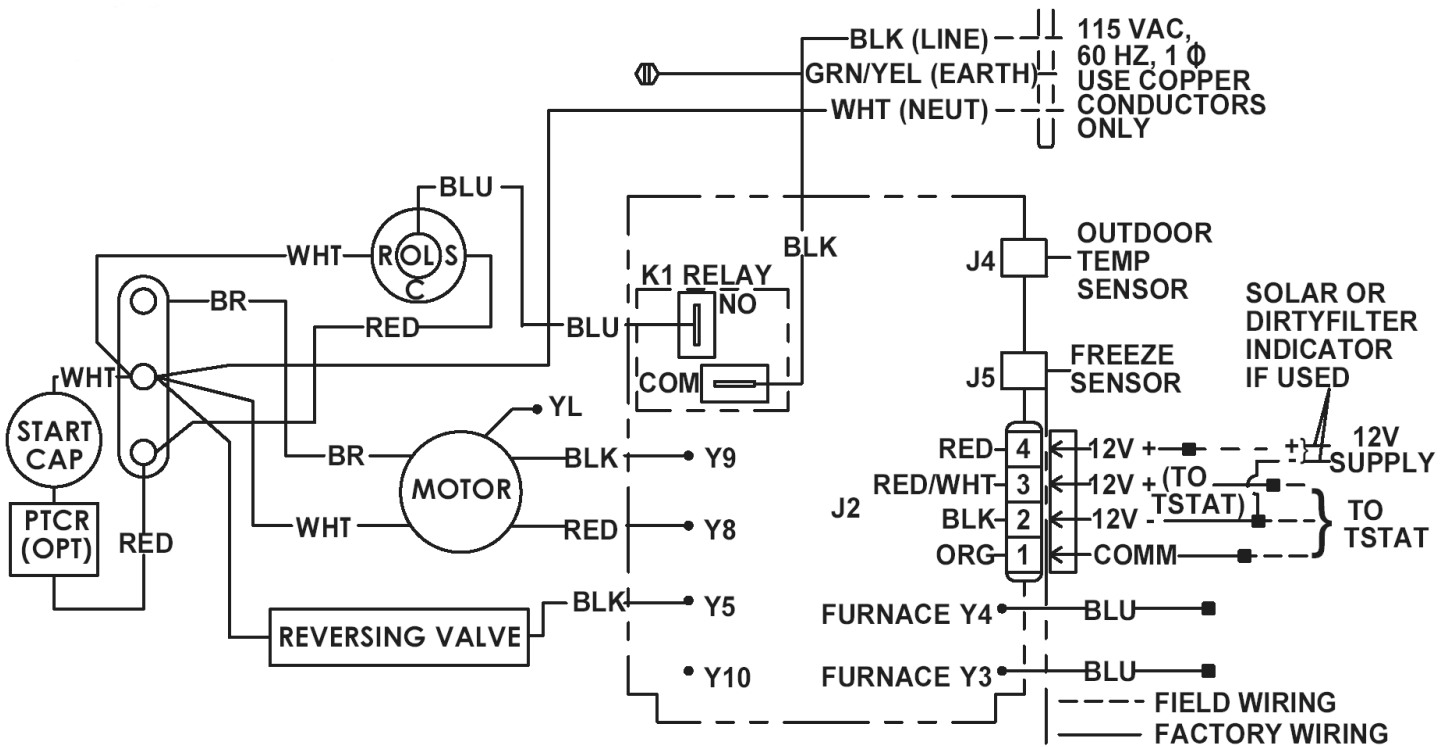 BLK (LINE)
GRN/YEL (EARTH)
WHT (NEUT)
115 VAC,
60 HZ, 1 Φ
USE COPPER
CONDUCTORS
ONLY
BLU
WHT
R OL S
C
BLK
K1 RELAY
NO
BLU
COM
OUTDOOR
TEMP
SENSOR
J4
FREEZE
SENSOR
J5
SOLAR OR
DIRTYFILTER
INDICATOR
IF USED
BR
RED
WHT
START
CAP
PTCR
(OPT)
RED
YL
BR
MOTOR
WHT
BLK
Y9
RED
Y8
BLK
Y5
REVERSING VALVE
Y10
J2
RED 4 12V + + 12V
- SUPPLY
RED/WHT 3 12V + (TO
TSTAT)
BLK 2 12V -
ORG 1 COMM
TO
TSTAT
FURNACE Y4 BLU
FURNACE Y3 BLU
FIELD WIRING
FACTORY WIRING